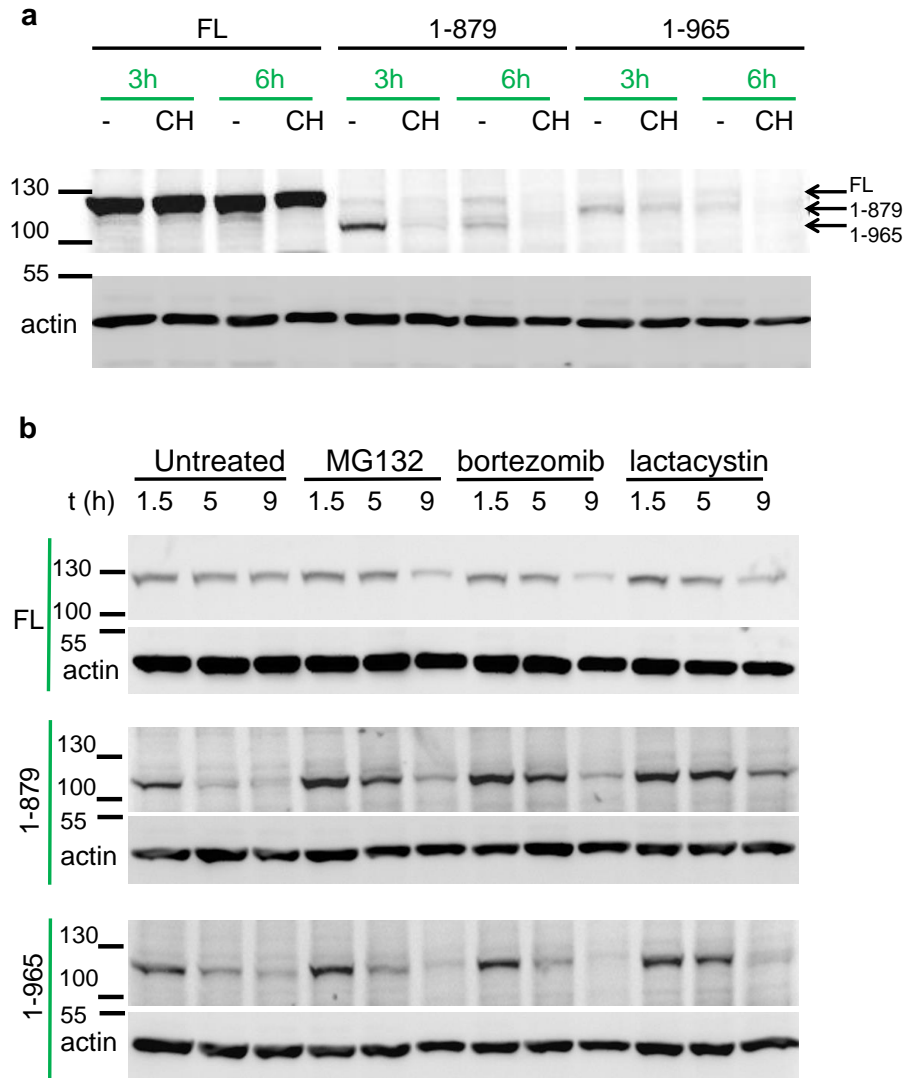 a
FL 1-879 1-965
3h 6h 3h 6h 3h 6h
- CH - CH - CH - CH - CH - CH
130
100
FL
1-879
1-965
55
actin
b
Untreated MG132 bortezomib lactacystin
t (h) 1.5 5 9 1.5 5 9 1.5 5 9 1.5 5 9
FL
130
100
55
actin
1-879
130
100
55
actin
1-965
130
100
55
actin